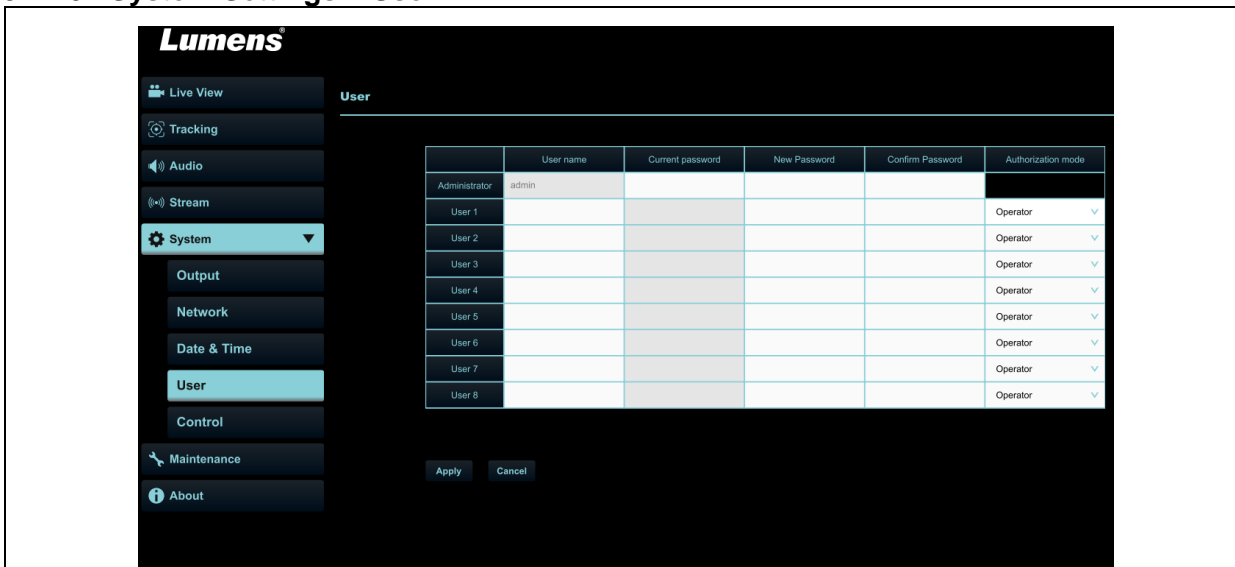 Lumens®
Live View
Tracking
Audio
Stream
System
Output
Network
Date & Time
User
Control
Maintenance
About
User
User name Current password New Password Confirm Password Authorization mode
Administrator admin
User 1 Operator
User 2 Operator
User 3 Operator
User 4 Operator
User 5 Operator
User 6 Operator
User 7 Operator
User 8 Operator
Apply Cancel